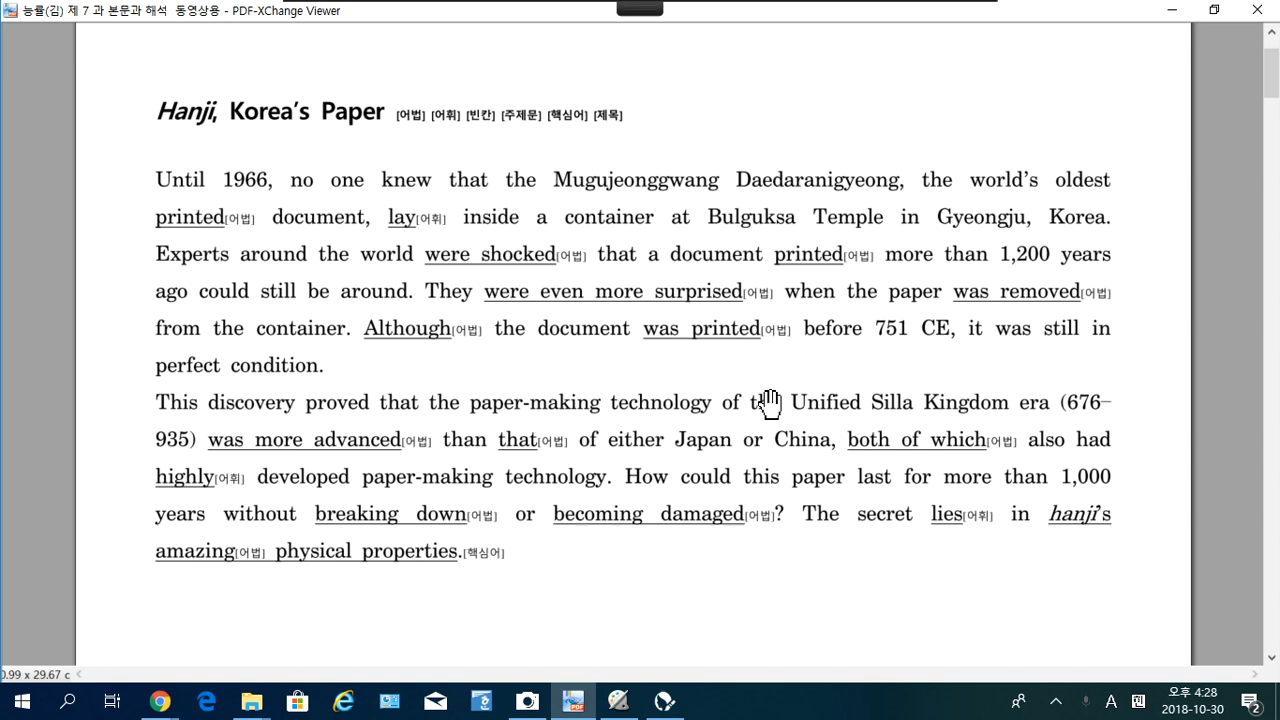 능률(김) 제 7 과 본문과 해석 동영상용 - PDF-XChange Viewer
Hanji, Korea's Paper [어법] [어휘] [빈칸] [주제문] [핵심어] [제목]
Until 1966, no one knew that the Mugujeonggwang Daedaranigyeong, the world's oldest
printed[어법] document, lay[어휘] inside a container at Bulguksa Temple in Gyeongju, Korea.
Experts around the world were shocked[어법] that a document printed[어법] more than 1,200 years
ago could still be around. They were even more surprised[어법] when the paper was removed[어법]
from the container. Although[어법] the document was printed[어법] before 751 CE, it was still in
perfect condition.
This discovery proved that the paper-making technology of Unified Silla Kingdom era (676–
935) was more advanced[어법] than that[어법] of either Japan or China, both of which[어법] also had
highly[어휘] developed paper-making technology. How could this paper last for more than 1,000
years without breaking down[어법] or becoming damaged[어법]? The secret lies[어휘] in hanji's
amazing[어법] physical properties.[핵심어]
0.99 x 29.67 c
A
오후 4:28
2018-10-30
2